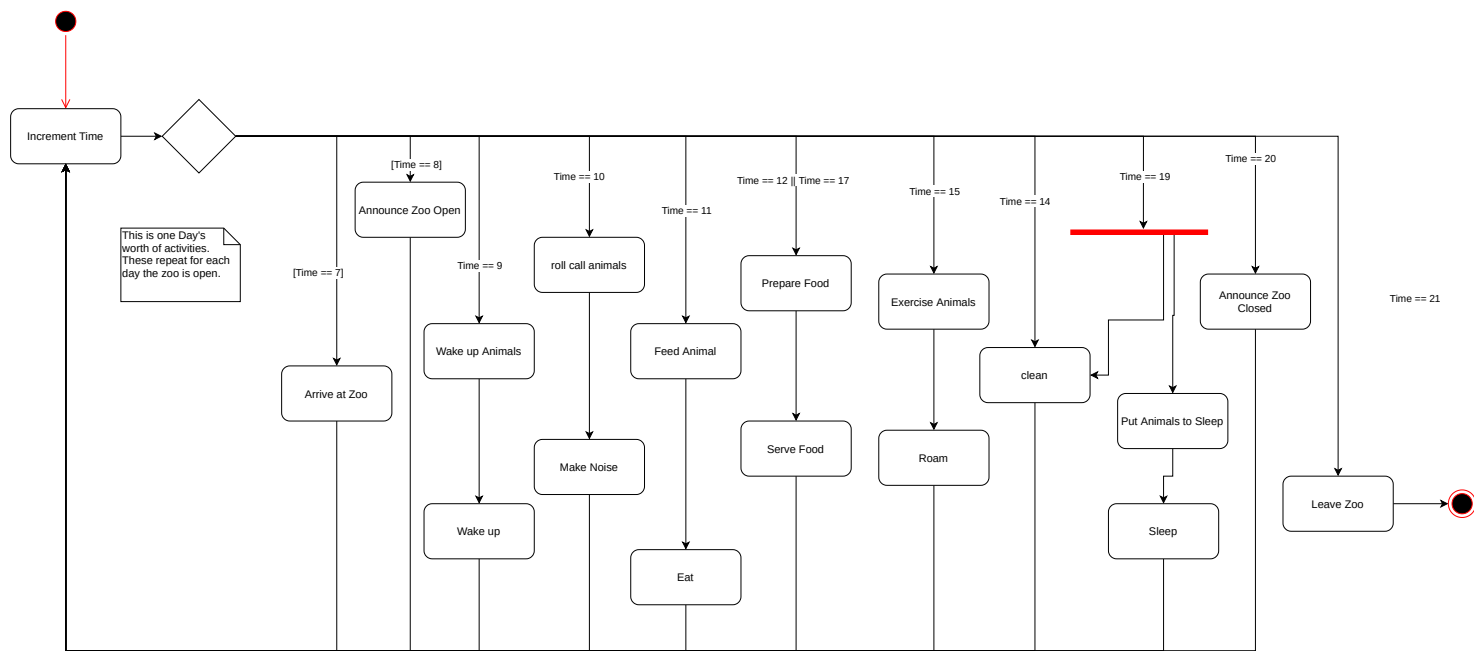 Increment Time
This is one Day's
worth of activities.
These repeat for each
day the zoo is open.
[Time == 7]
Arrive at Zoo
[Time == 8]
Announce Zoo Open
Time == 9
Wake up Animals
Wake up
Time == 10
roll call animals
Make Noise
Time == 11
Feed Animal
Eat
Time == 12 || Time == 17
Prepare Food
Serve Food
Time == 15
Exercise Animals
Roam
Time == 14
clean
Time == 19
Put Animals to Sleep
Sleep
Time == 20
Announce Zoo
Closed
Time == 21
Leave Zoo